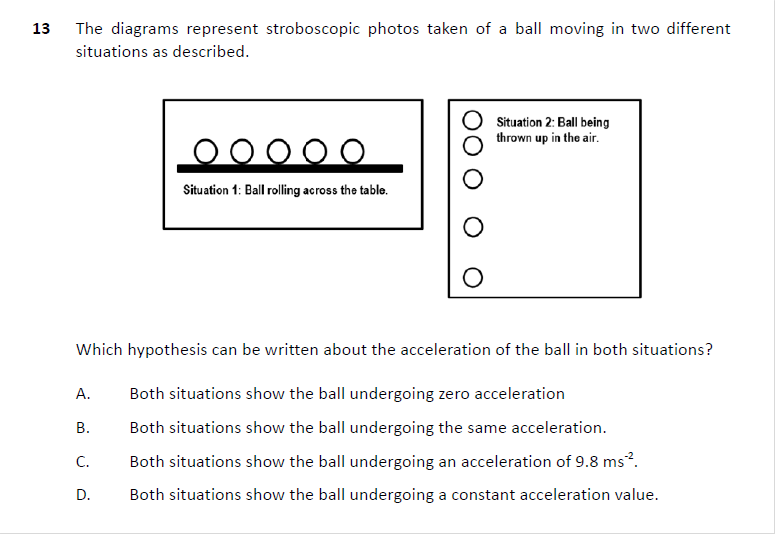 13 The diagrams represent stroboscopic photos taken of a ball moving in two different
situations as described.
Situation 1: Ball rolling across the table.
Situation 2: Ball being
thrown up in the air.
Which hypothesis can be written about the acceleration of the ball in both situations?
A. Both situations show the ball undergoing zero acceleration
B. Both situations show the ball undergoing the same acceleration.
C. Both situations show the ball undergoing an acceleration of 9.8 ms⁻².
D. Both situations show the ball undergoing a constant acceleration value.